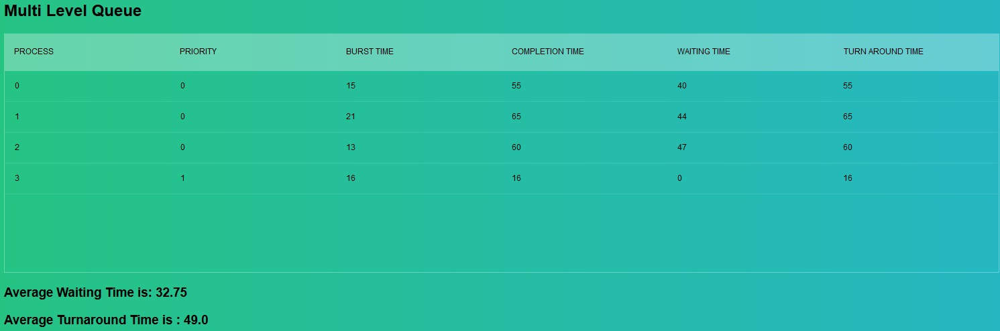 Multi Level Queue
PROCESS PRIORITY BURST TIME COMPLETION TIME WAITING TIME TURN AROUND TIME
0 0 15 55 40 55
1 0 21 65 44 65
2 0 13 60 47 60
3 1 16 16 0 16
Average Waiting Time is: 32.75
Average Turnaround Time is : 49.0